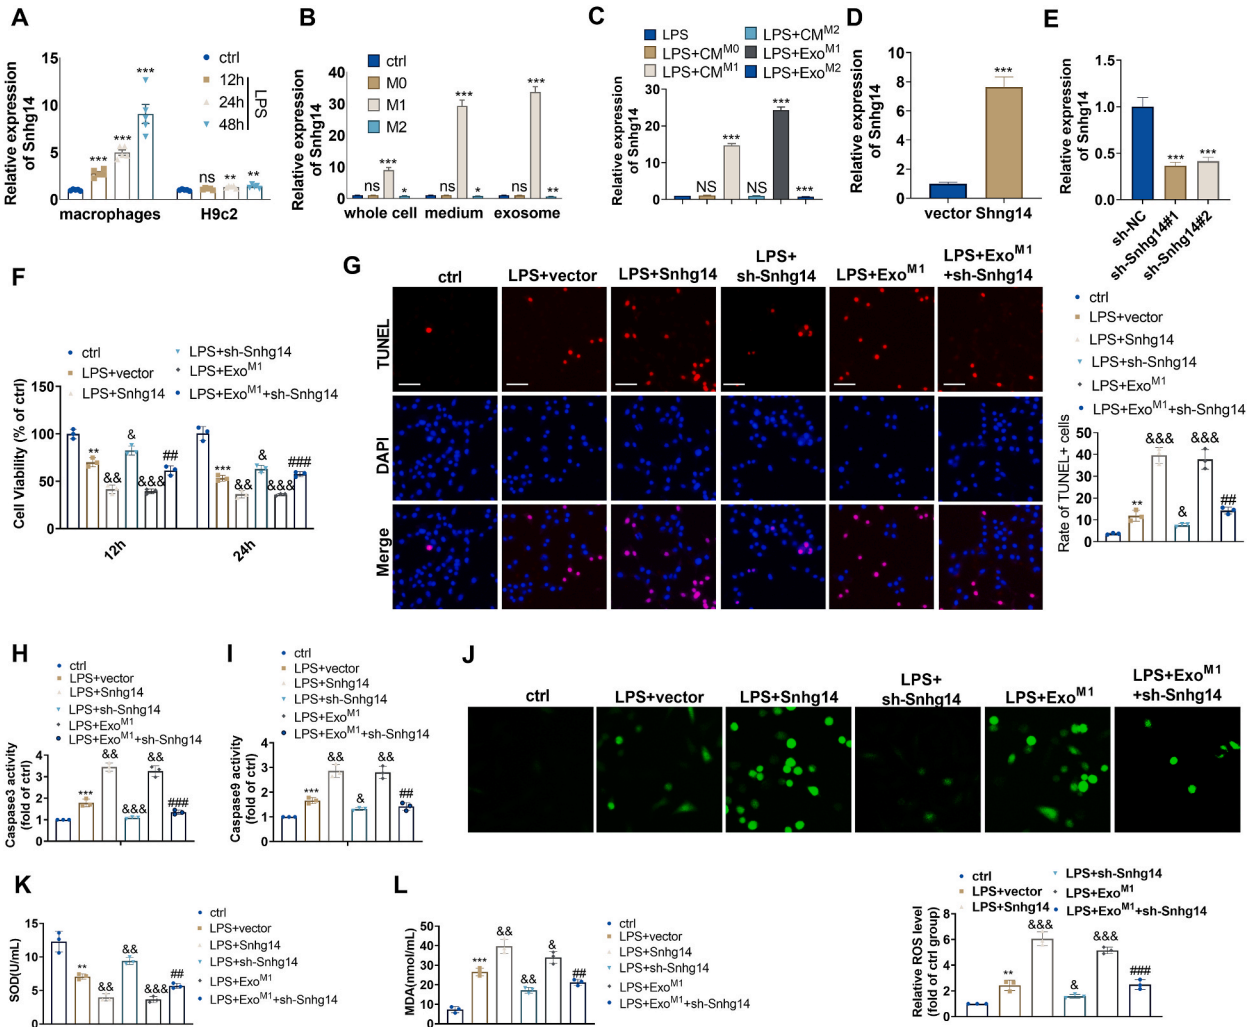 A
Relative expression
of Snhg14
15
10
5
0
***
***
***
ns
**
**
macrophages
H9c2
ctrl
12h
24h
48h
LPS
B
Relative expression
of Snhg14
40
30
20
10
0
ctrl
M0
M1
M2
ns
***
*
ns
***
*
ns
***
**
whole cell
medium
exosome
C
LPS
LPS+CM^M0
LPS+CM^M1
LPS+CM^M2
LPS+Exo^M1
LPS+Exo^M2
Relative expression
of Snhg14
30
20
10
0
NS
***
NS
***
***
D
Relative expression
of Snhg14
10
8
6
4
2
0
***
vector Shng14
E
Relative expression
of Snhg14
1.5
1.0
0.5
0.0
***
***
sh-NC
sh-Snhg14#1
sh-Snhg14#2
F
ctrl
LPS+vector
LPS+Snhg14
LPS+sh-Snhg14
LPS+Exo^M1
LPS+Exo^M1+sh-Snhg14
Cell Viability (% of ctrl)
150
100
50
0
**
&&
&
&&&
##
***
&&
&
&&&
###
12h
24h
G
ctrl
LPS+vector
LPS+Snhg14
LPS+
sh-Snhg14
LPS+Exo^M1
LPS+Exo^M1
+sh-Snhg14
TUNEL
DAPI
Merge
ctrl
LPS+vector
LPS+Snhg14
LPS+sh-Snhg14
LPS+Exo^M1
LPS+Exo^M1+sh-Snhg14
Rate of TUNEL+ cells
50
40
30
20
10
0
**
&&&
&
&&&
##
H
ctrl
LPS+vector
LPS+Snhg14
LPS+sh-Snhg14
LPS+Exo^M1
LPS+Exo^M1+sh-Snhg14
Caspase3 activity
(fold of ctrl)
4
3
2
1
0
***
&&
&&&
&&
###
I
ctrl
LPS+vector
LPS+Snhg14
LPS+sh-Snhg14
LPS+Exo^M1
LPS+Exo^M1+sh-Snhg14
Caspase9 activity
(fold of ctrl)
4
3
2
1
0
***
&&
&
&&
##
J
ctrl
LPS+vector
LPS+Snhg14
LPS+
sh-Snhg14
LPS+Exo^M1
LPS+Exo^M1
+sh-Snhg14
ctrl
LPS+vector
LPS+Snhg14
LPS+sh-Snhg14
LPS+Exo^M1
LPS+Exo^M1+sh-Snhg14
Relative ROS level
(fold of ctrl group)
8
6
4
2
0
**
&&&
&
&&&
###
K
SOD(U/mL)
15
10
5
0
**
&&
&&
&&&
##
ctrl
LPS+vector
LPS+Snhg14
LPS+sh-Snhg14
LPS+Exo^M1
LPS+Exo^M1+sh-Snhg14
L
MDA(nmol/mL)
50
40
30
20
10
0
***
&&
&&
&
##
ctrl
LPS+vector
LPS+Snhg14
LPS+sh-Snhg14
LPS+Exo^M1
LPS+Exo^M1+sh-Snhg14